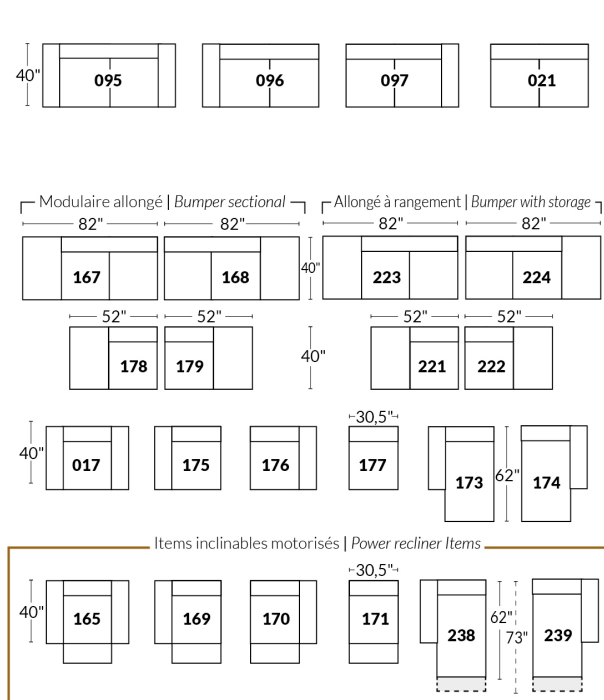 40" 095 096 097 021
Modulaire allongé | Bumper sectional Allongé à rangement | Bumper with storage
82" 82" 82" 82"
167 168 40" 223 224
52" 52" 52" 52"
178 179 40" 221 222
30,5"
40" 017 175 176 177 173 62" 174
Items inclinables motorisés | Power recliner Items
30,5"
40" 165 169 170 171 238 62" 73" 239